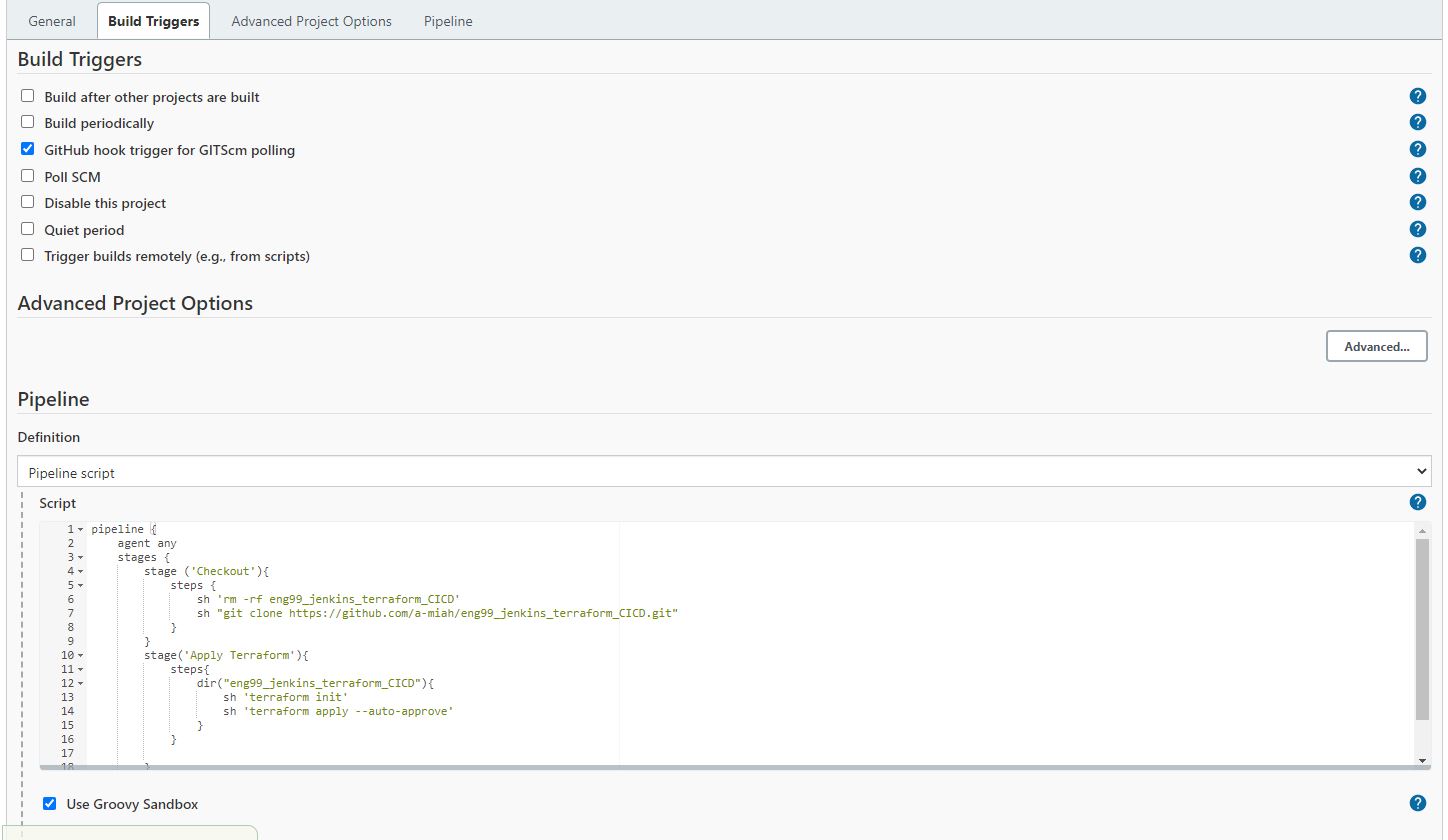 General Build Triggers Advanced Project Options Pipeline
Build Triggers
Build after other projects are built ?
Build periodically ?
GitHub hook trigger for GITScm polling ?
Poll SCM ?
Disable this project ?
Quiet period ?
Trigger builds remotely (e.g., from scripts) ?
Advanced Project Options
Advanced...
Pipeline
Definition
Pipeline script
Script ?
1 pipeline {
2 agent any
3 stages {
4 stage ('Checkout'){
5 steps {
6 sh 'rm -rf eng99_jenkins_terraform_CICD'
7 sh "git clone https://github.com/a-miah/eng99_jenkins_terraform_CICD.git"
8 }
9 }
10 stage('Apply Terraform'){
11 steps{
12 dir("eng99_jenkins_terraform_CICD"){
13 sh 'terraform init'
14 sh 'terraform apply --auto-approve'
15 }
16 }
17
18 }
Use Groovy Sandbox ?